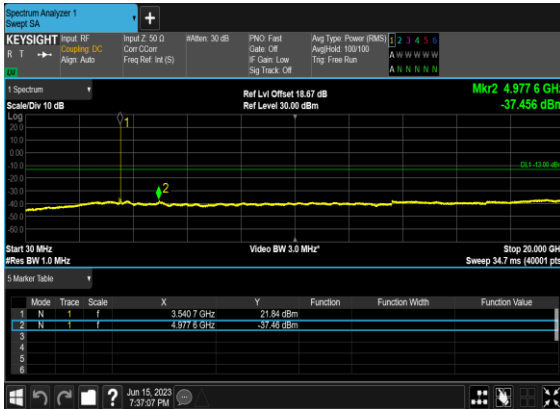 Spectrum Analyzer 1
Swept SA
+
KEYSIGHT
R T
Input: RF
Coupling: DC
Align: Auto
Input Z: 50 Ω
Corr CCorr
Freq Ref: Int (S)
#Atten: 30 dB
PNO: Fast
Gate: Off
IF Gain: Low
Sig Track: Off
Avg Type: Power (RMS)
Avg|Hold: 100/100
Trig: Free Run
1 2 3 4 5 6
A W W W W W
A N N N N N
1 Spectrum
Scale/Div 10 dB
Ref Lvl Offset 18.67 dB
Ref Level 30.00 dBm
Mkr2 4.977 6 GHz
-37.456 dBm
Log
20.0
10.0
0.00
-10.0
-20.0
-30.0
-40.0
-50.0
-60.0
1
2
DL1 -13.00 dBm
Start 30 MHz
#Res BW 1.0 MHz
Video BW 3.0 MHz*
Stop 20.000 GHz
Sweep 34.7 ms (40001 pts)
5 Marker Table
Mode Trace Scale X Y Function Function Width Function Value
1 N 1 f 3.540 7 GHz 21.84 dBm
2 N 1 f 4.977 6 GHz -37.46 dBm
3
4
5
6
?
Jun 15, 2023
7:37:07 PM